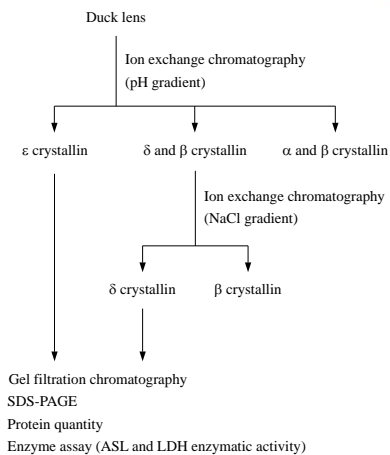 Duck lens
Ion exchange chromatography
(pH gradient)
ε crystallin
δ and β crystallin
α and β crystallin
Ion exchange chromatography
(NaCl gradient)
δ crystallin
β crystallin
Gel filtration chromatography
SDS-PAGE
Protein quantity
Enzyme assay (ASL and LDH enzymatic activity)